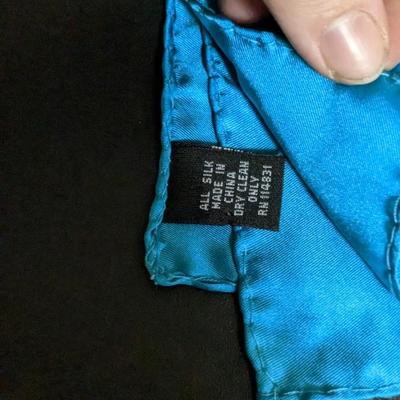 ALL SILK
MADE IN
CHINA
DRY CLEAN
ONLY
RN 114831